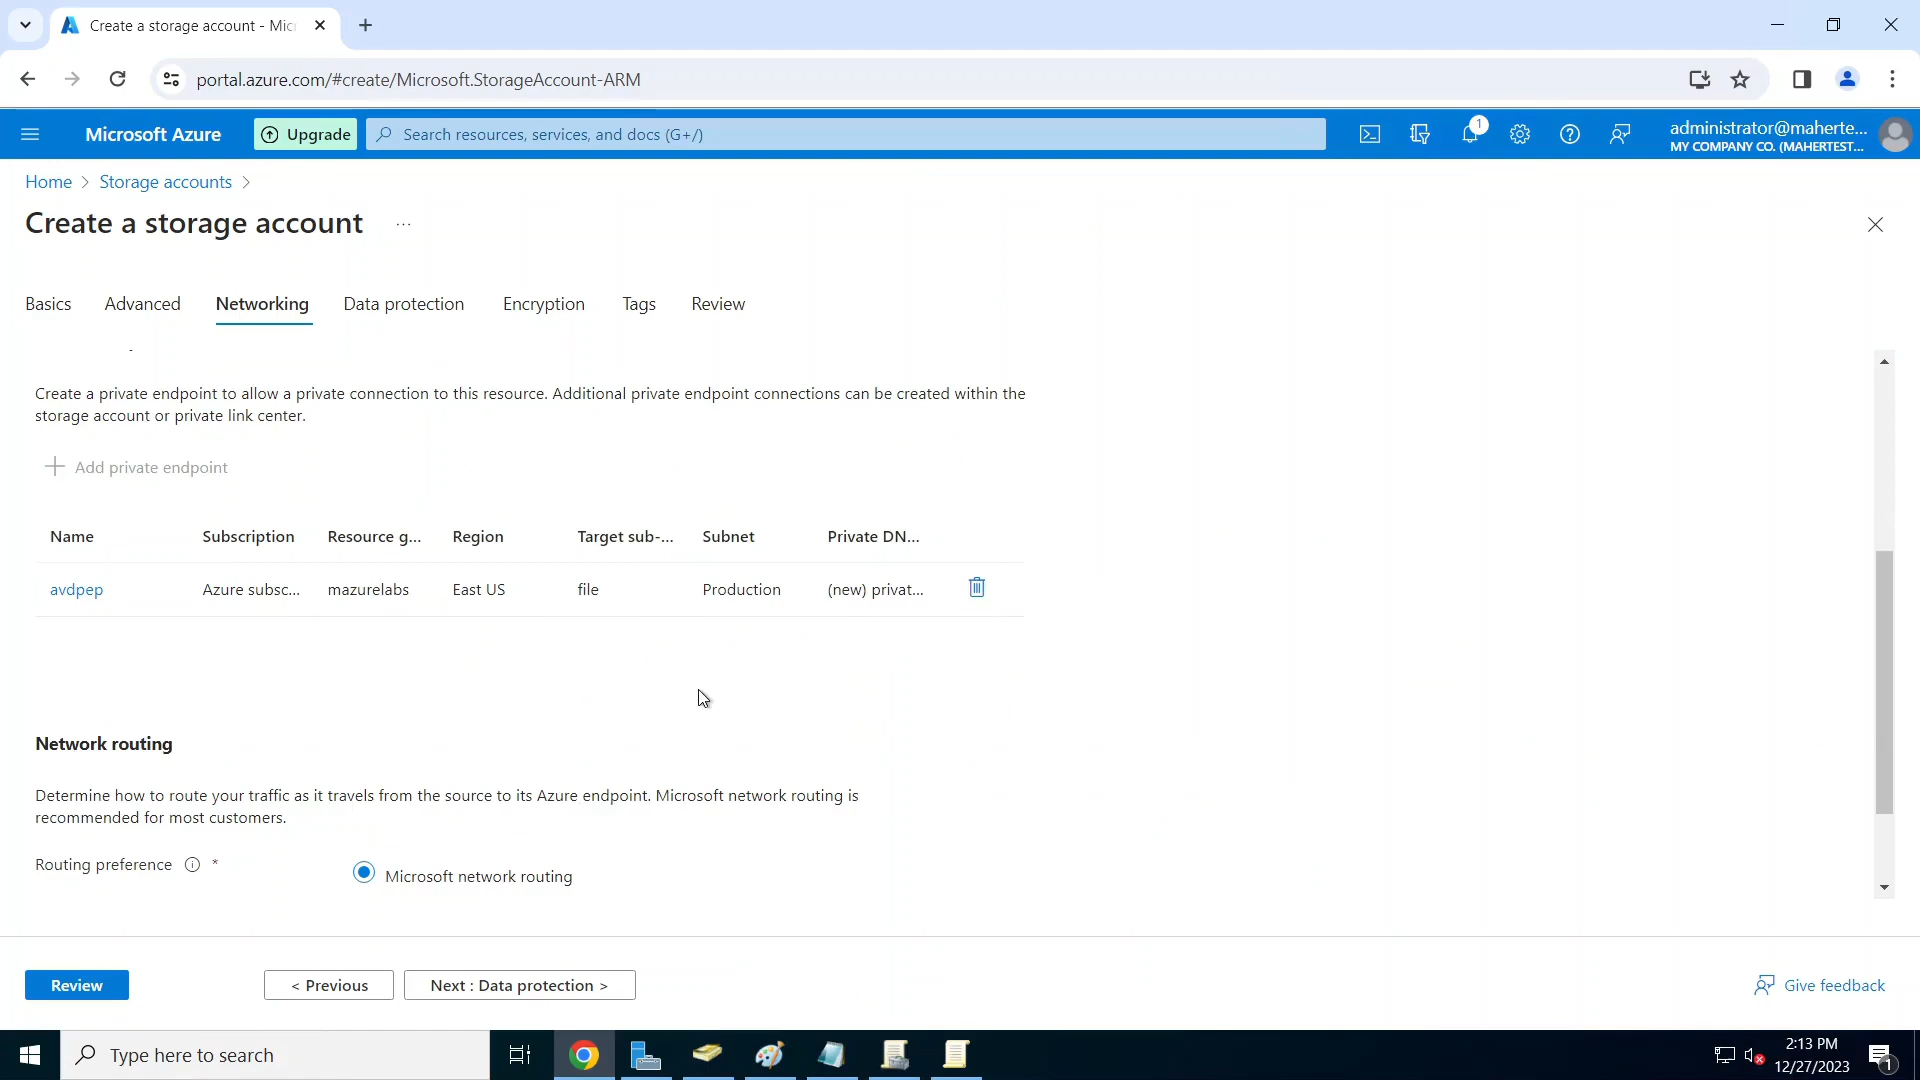 Create a storage account - Mic
portal.azure.com/#create/Microsoft.StorageAccount-ARM
Microsoft Azure
Upgrade
Search resources, services, and docs (G+/)
1
administrator@maherte...
MY COMPANY CO. (MAHERTEST...
Home > Storage accounts >
Create a storage account ...
Basics Advanced Networking Data protection Encryption Tags Review
Create a private endpoint to allow a private connection to this resource. Additional private endpoint connections can be created within the
storage account or private link center.
+ Add private endpoint
Name Subscription Resource g... Region Target sub-... Subnet Private DN...
avdpep Azure subsc... mazurelabs East US file Production (new) privat...
Network routing
Determine how to route your traffic as it travels from the source to its Azure endpoint. Microsoft network routing is
recommended for most customers.
Routing preference * Microsoft network routing
Review < Previous Next : Data protection > Give feedback
Type here to search
2:13 PM
12/27/2023
1